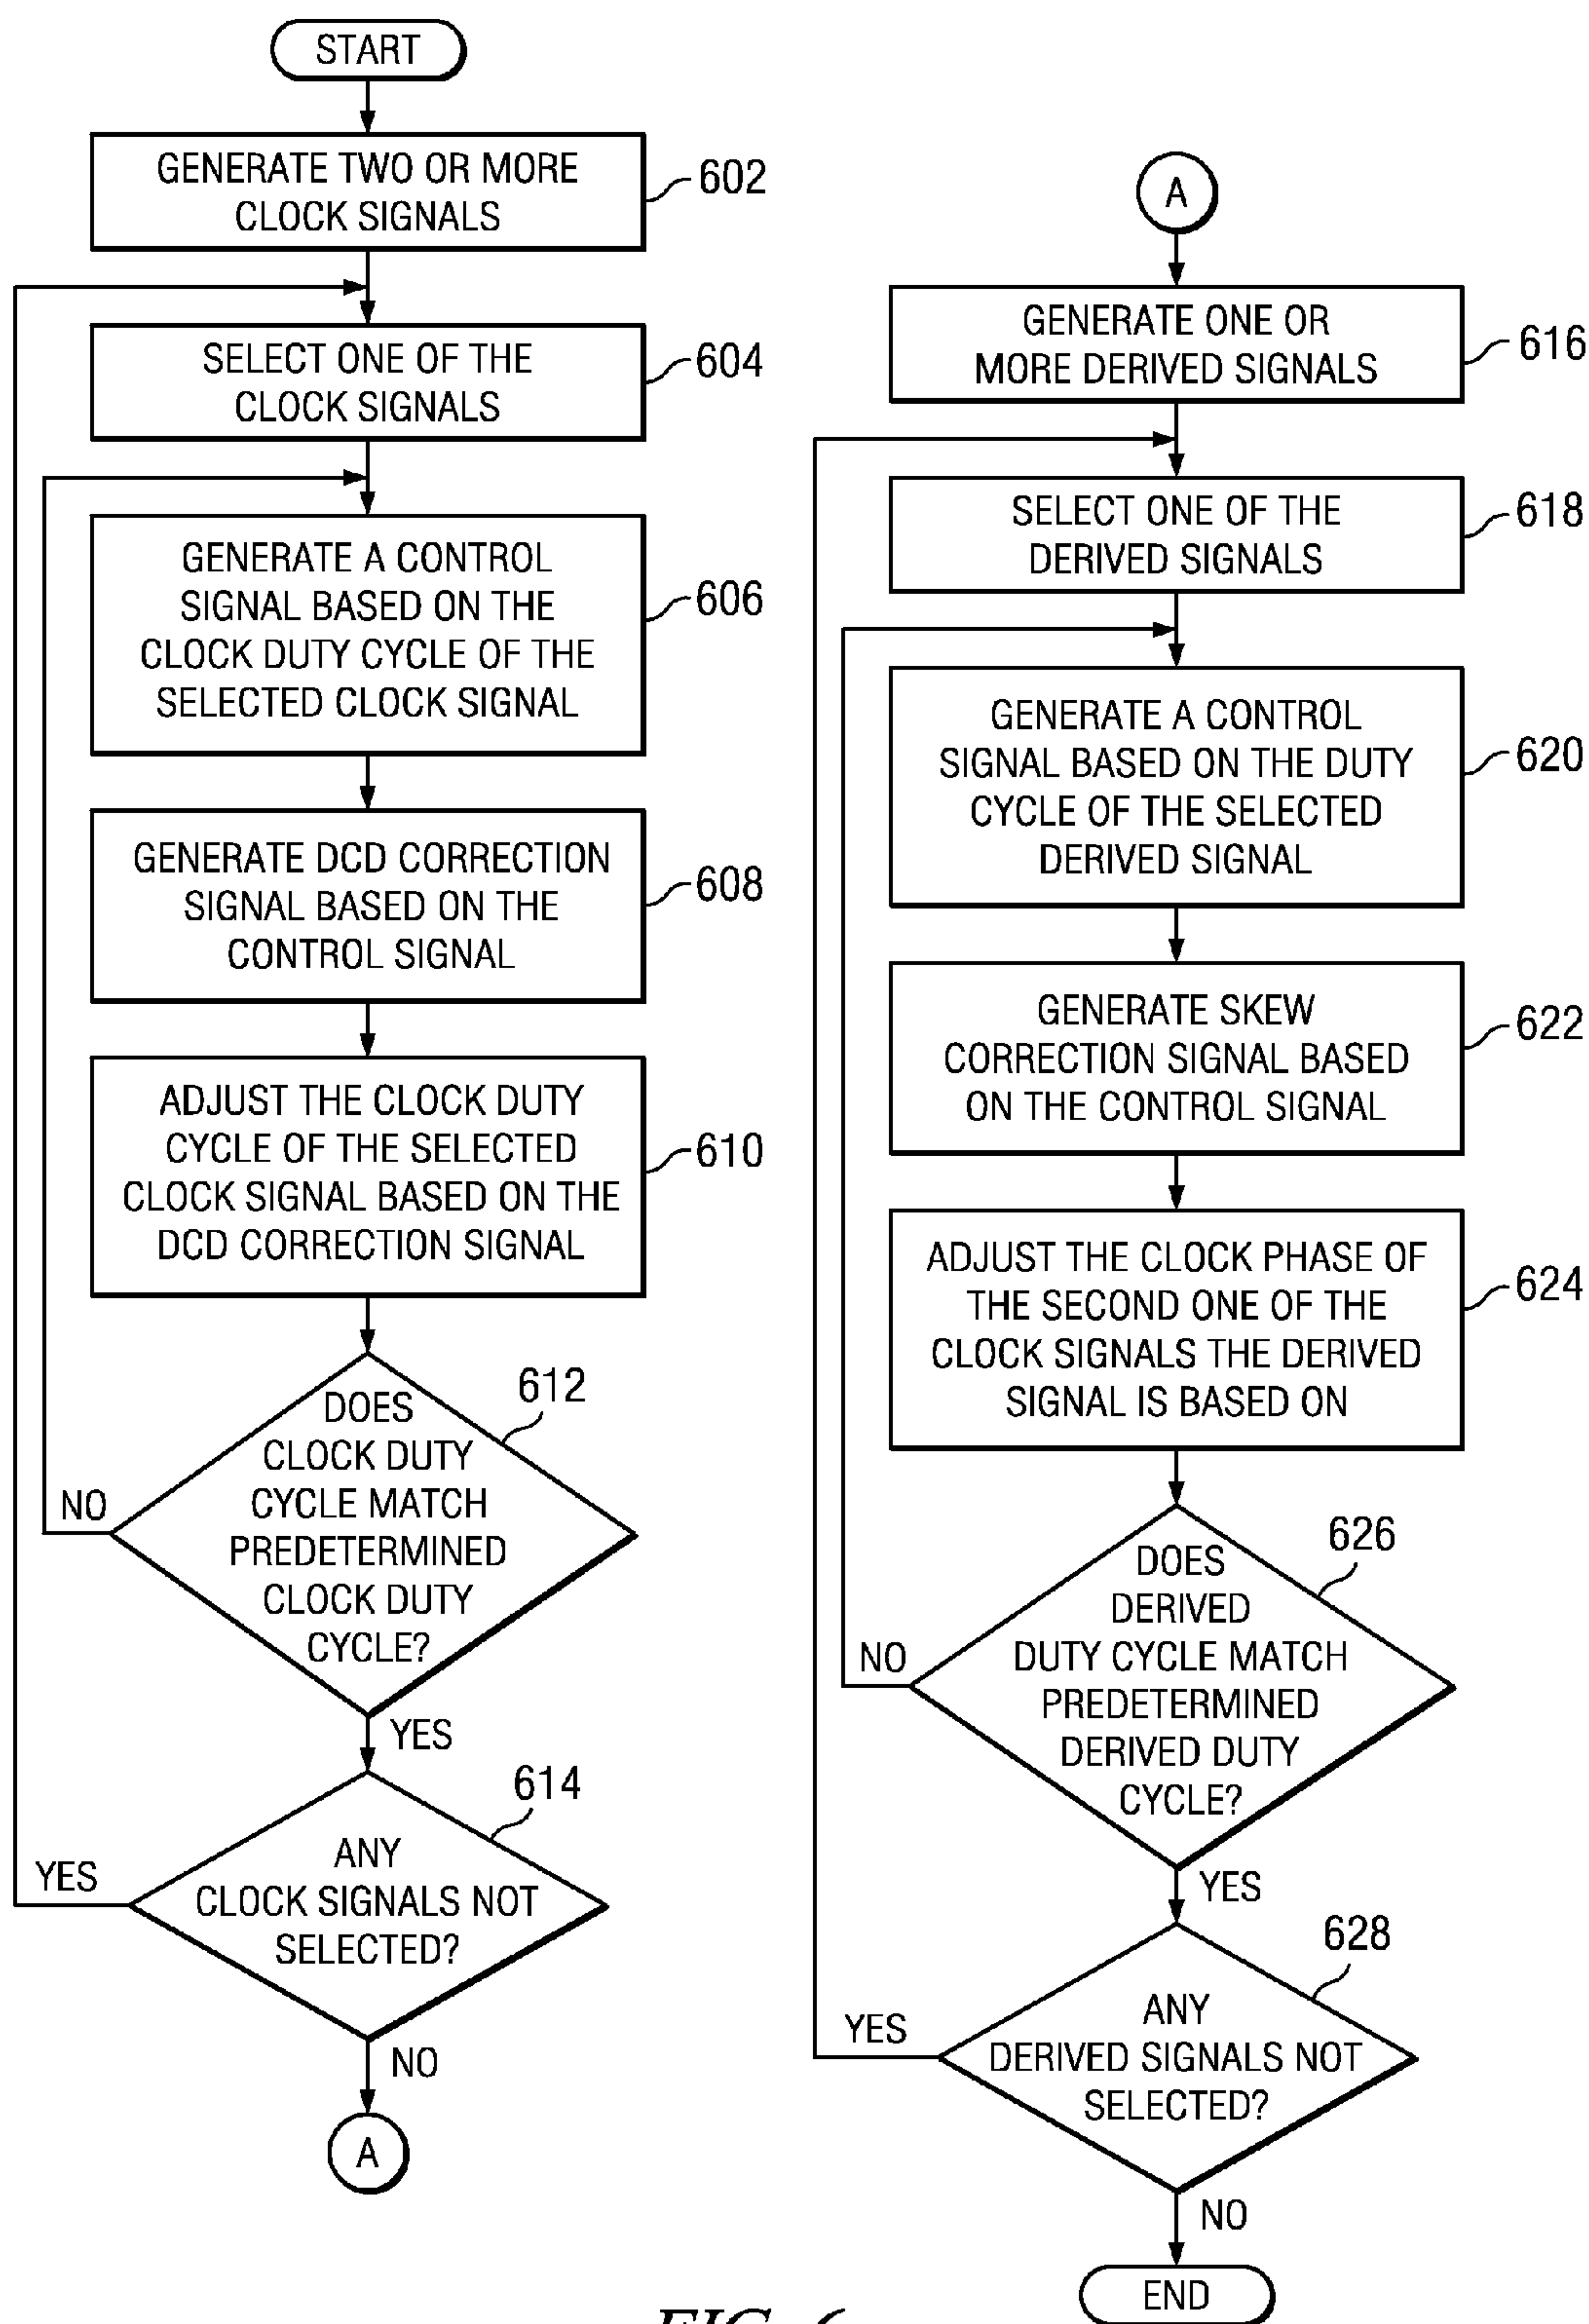 START
GENERATE TWO OR MORE
CLOCK SIGNALS
602
SELECT ONE OF THE
CLOCK SIGNALS
604
GENERATE A CONTROL
SIGNAL BASED ON THE
CLOCK DUTY CYCLE OF THE
SELECTED CLOCK SIGNAL
606
GENERATE DCD CORRECTION
SIGNAL BASED ON THE
CONTROL SIGNAL
608
ADJUST THE CLOCK DUTY
CYCLE OF THE SELECTED
CLOCK SIGNAL BASED ON THE
DCD CORRECTION SIGNAL
610
DOES
CLOCK DUTY
CYCLE MATCH
PREDETERMINED
CLOCK DUTY
CYCLE?
612
NO
YES
ANY
CLOCK SIGNALS NOT
SELECTED?
614
YES
NO
A
A
GENERATE ONE OR
MORE DERIVED SIGNALS
616
SELECT ONE OF THE
DERIVED SIGNALS
618
GENERATE A CONTROL
SIGNAL BASED ON THE DUTY
CYCLE OF THE SELECTED
DERIVED SIGNAL
620
GENERATE SKEW
CORRECTION SIGNAL BASED
ON THE CONTROL SIGNAL
622
ADJUST THE CLOCK PHASE OF
THE SECOND ONE OF THE
CLOCK SIGNALS THE DERIVED
SIGNAL IS BASED ON
624
DOES
DERIVED
DUTY CYCLE MATCH
PREDETERMINED
DERIVED DUTY
CYCLE?
626
NO
YES
ANY
DERIVED SIGNALS NOT
SELECTED?
628
YES
NO
END
FIG. 6